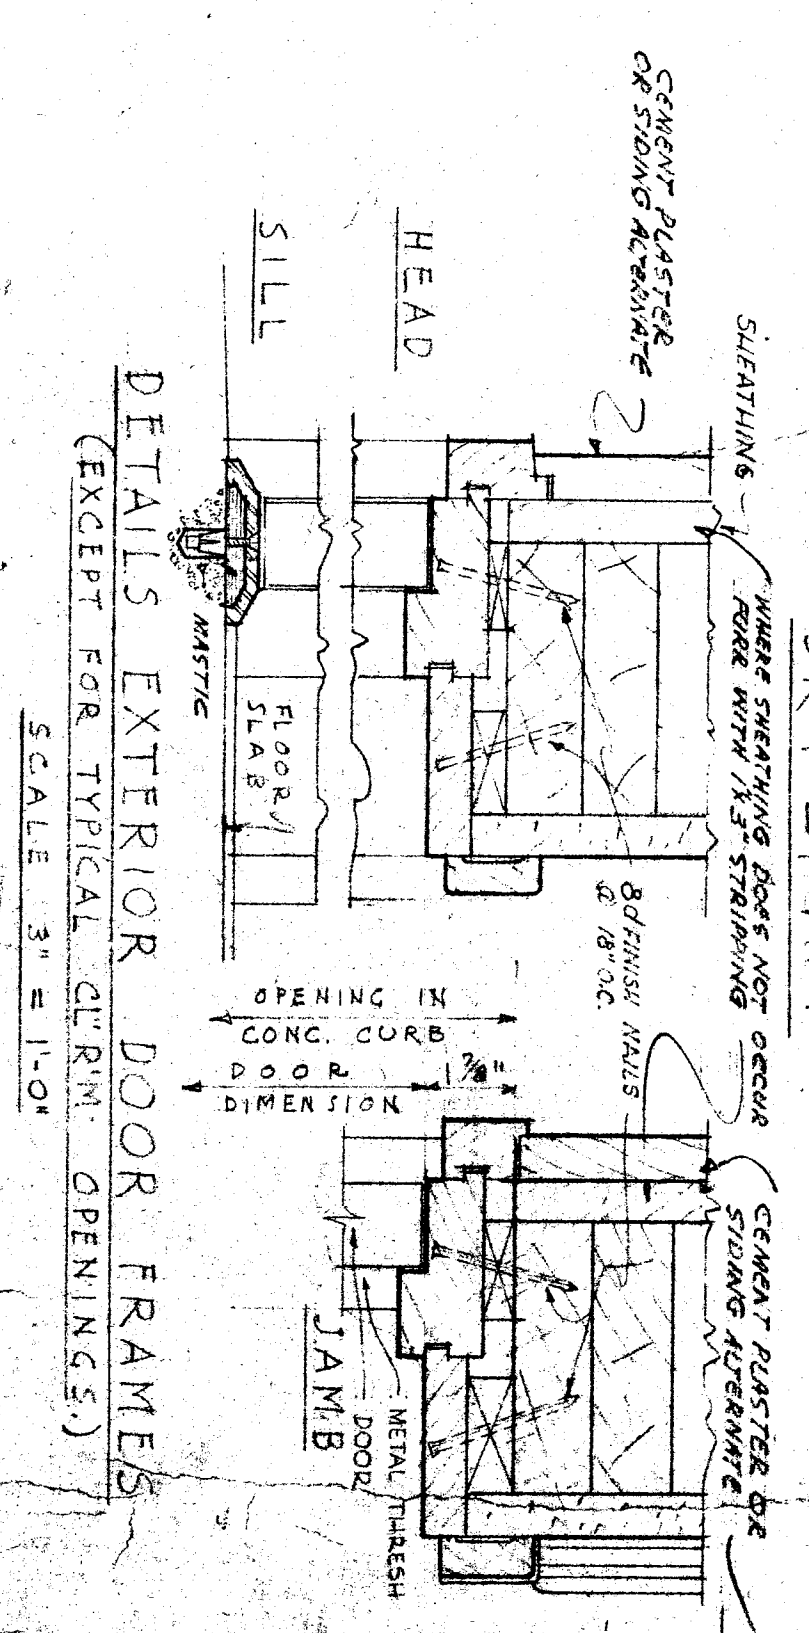 CEMENT PLASTER
OR SIDING ALTERNATE
SHEATHING
WHERE SHEATHING DOES NOT OCCUR
FURR WITH 1X3" STRIPPING
CEMENT PLASTER OR
SIDING ALTERNATE
8d FINISH NAILS
@ 18" O.C.
HEAD
SILL
FLOOR
SLAB
MASTIC
OPENING IN
CONC. CURB
DOOR
DIMENSION
METAL THRESH
DOOR
JAMB
DETAILS EXTERIOR DOOR FRAMES
(EXCEPT FOR TYPICAL CL'R'M. OPENINGS.)
SCALE 3" = 1'-0"